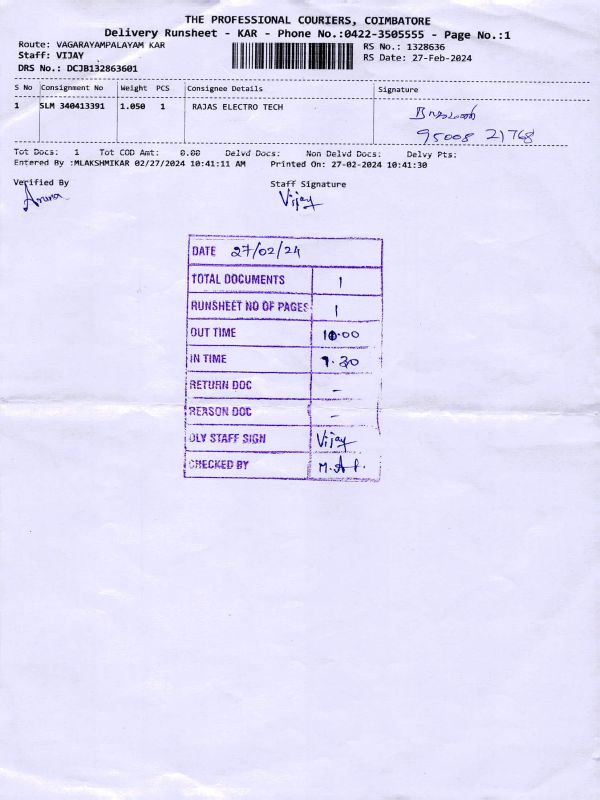 THE PROFESSIONAL COURIERS, COIMBATORE
Delivery Runsheet - KAR - Phone No.:0422-3505555 - Page No.:1
Route: VAGARAYAMPALAYAM KAR RS No.: 1328636
Staff: VIJAY RS Date: 27-Feb-2024
DRS No.: DCJB132863601
S No Consignment No Weight PCS Consignee Details Signature
1 SLM 340413391 1.050 1 RAJAS ELECTRO TECH
95008 21768
Tot Docs: 1 Tot COD Amt: 0.00 Delvd Docs: Non Delvd Docs: Delvy Pts:
Entered By :MLAKSHMIKAR 02/27/2024 10:41:11 AM Printed On: 27-02-2024 10:41:30
Verified By Staff Signature
Aruna Vijay
DATE 27/02/24
TOTAL DOCUMENTS 1
RUNSHEET NO OF PAGES 1
OUT TIME 10.00
IN TIME 7.30
RETURN DOC -
REASON DOC -
DLV STAFF SIGN Vijay
CHECKED BY